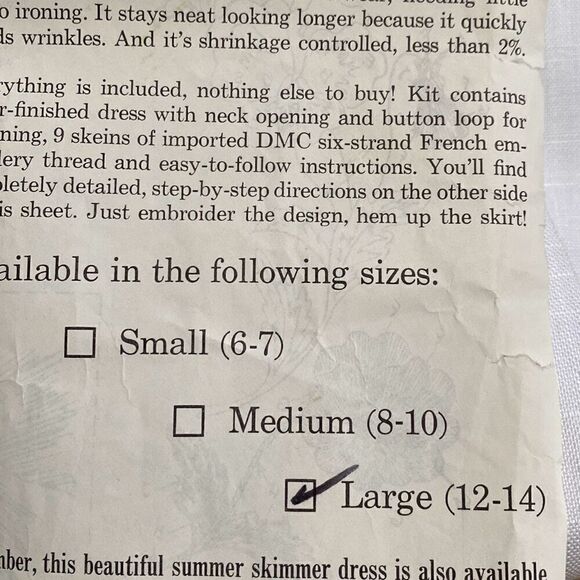 o ironing. It stays neat looking longer because it quickly
ds wrinkles. And it's shrinkage controlled, less than 2%.
rything is included, nothing else to buy! Kit contains
r-finished dress with neck opening and button loop for
ning, 9 skeins of imported DMC six-strand French em-
lery thread and easy-to-follow instructions. You'll find
pletely detailed, step-by-step directions on the other side
is sheet. Just embroider the design, hem up the skirt!
ailable in the following sizes:
Small (6-7)
Medium (8-10)
Large (12-14)
mber, this beautiful summer skimmer dress is also available